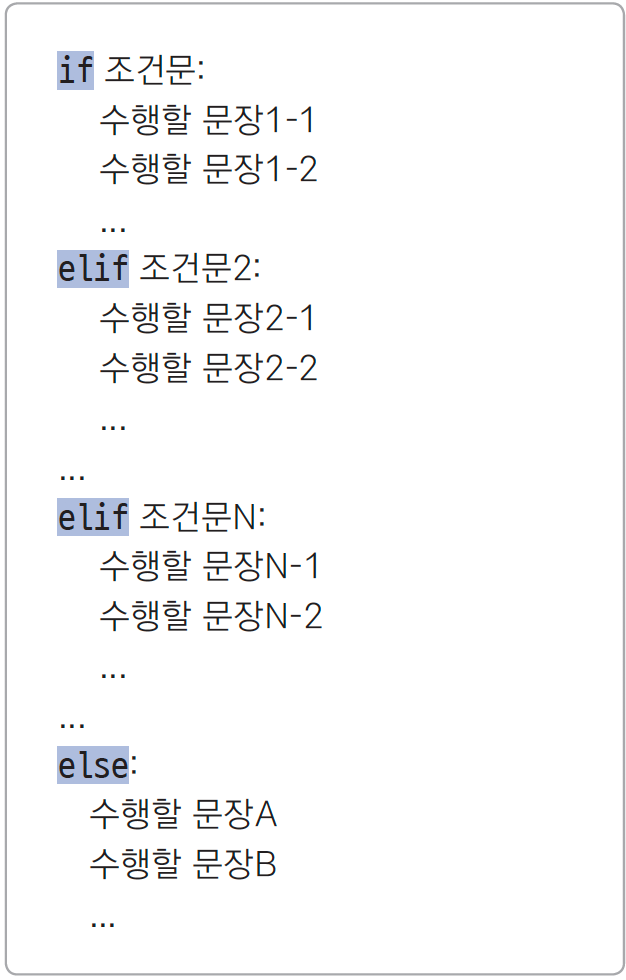 if 조건문:
수행할 문장1-1
수행할 문장1-2
...
elif 조건문2:
수행할 문장2-1
수행할 문장2-2
...
...
elif 조건문N:
수행할 문장N-1
수행할 문장N-2
...
...
else:
수행할 문장A
수행할 문장B
...